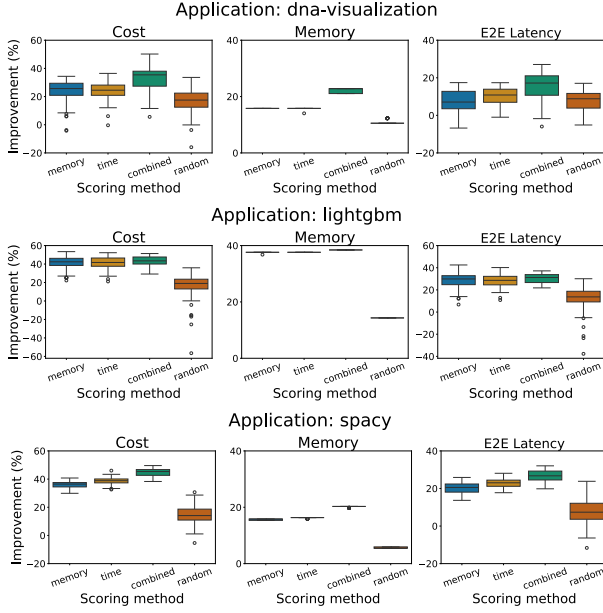 Application: dna-visualization
Cost
Memory
E2E Latency
Improvement (%)
60
40
20
0
−20
40
20
0
40
20
0
−20
memory time combined random
memory time combined random
memory time combined random
Scoring method
Scoring method
Scoring method
Application: lightgbm
Cost
Memory
E2E Latency
Improvement (%)
60
40
20
0
−20
−40
−60
40
20
0
60
40
20
0
−20
−40
memory time combined random
memory time combined random
memory time combined random
Scoring method
Scoring method
Scoring method
Application: spacy
Cost
Memory
E2E Latency
Improvement (%)
60
40
20
0
−20
40
20
0
40
20
0
−20
memory time combined random
memory time combined random
memory time combined random
Scoring method
Scoring method
Scoring method